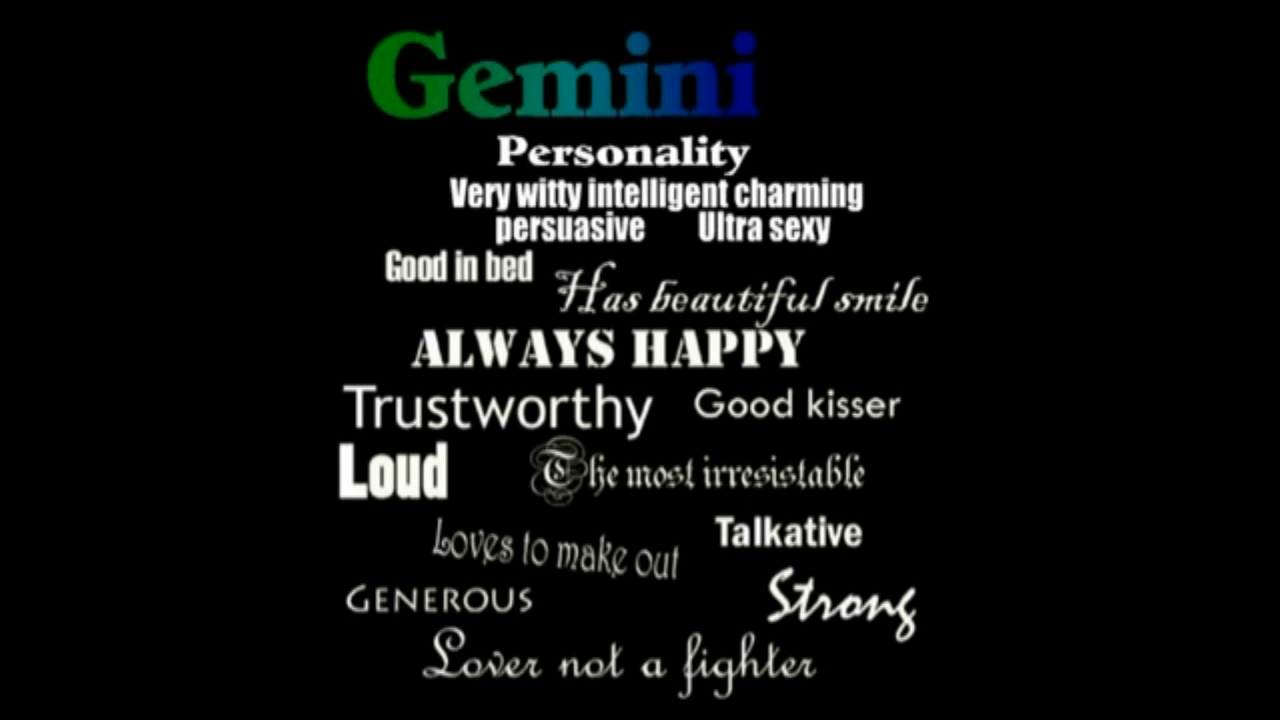 Gemini
Personality
Very witty intelligent charming
persuasive Ultra sexy
Good in bed
Has beautiful smile
ALWAYS HAPPY
Trustworthy Good kisser
Loud The most irresistable
Loves to make out Talkative
GENEROUS Strong
Lover not a fighter